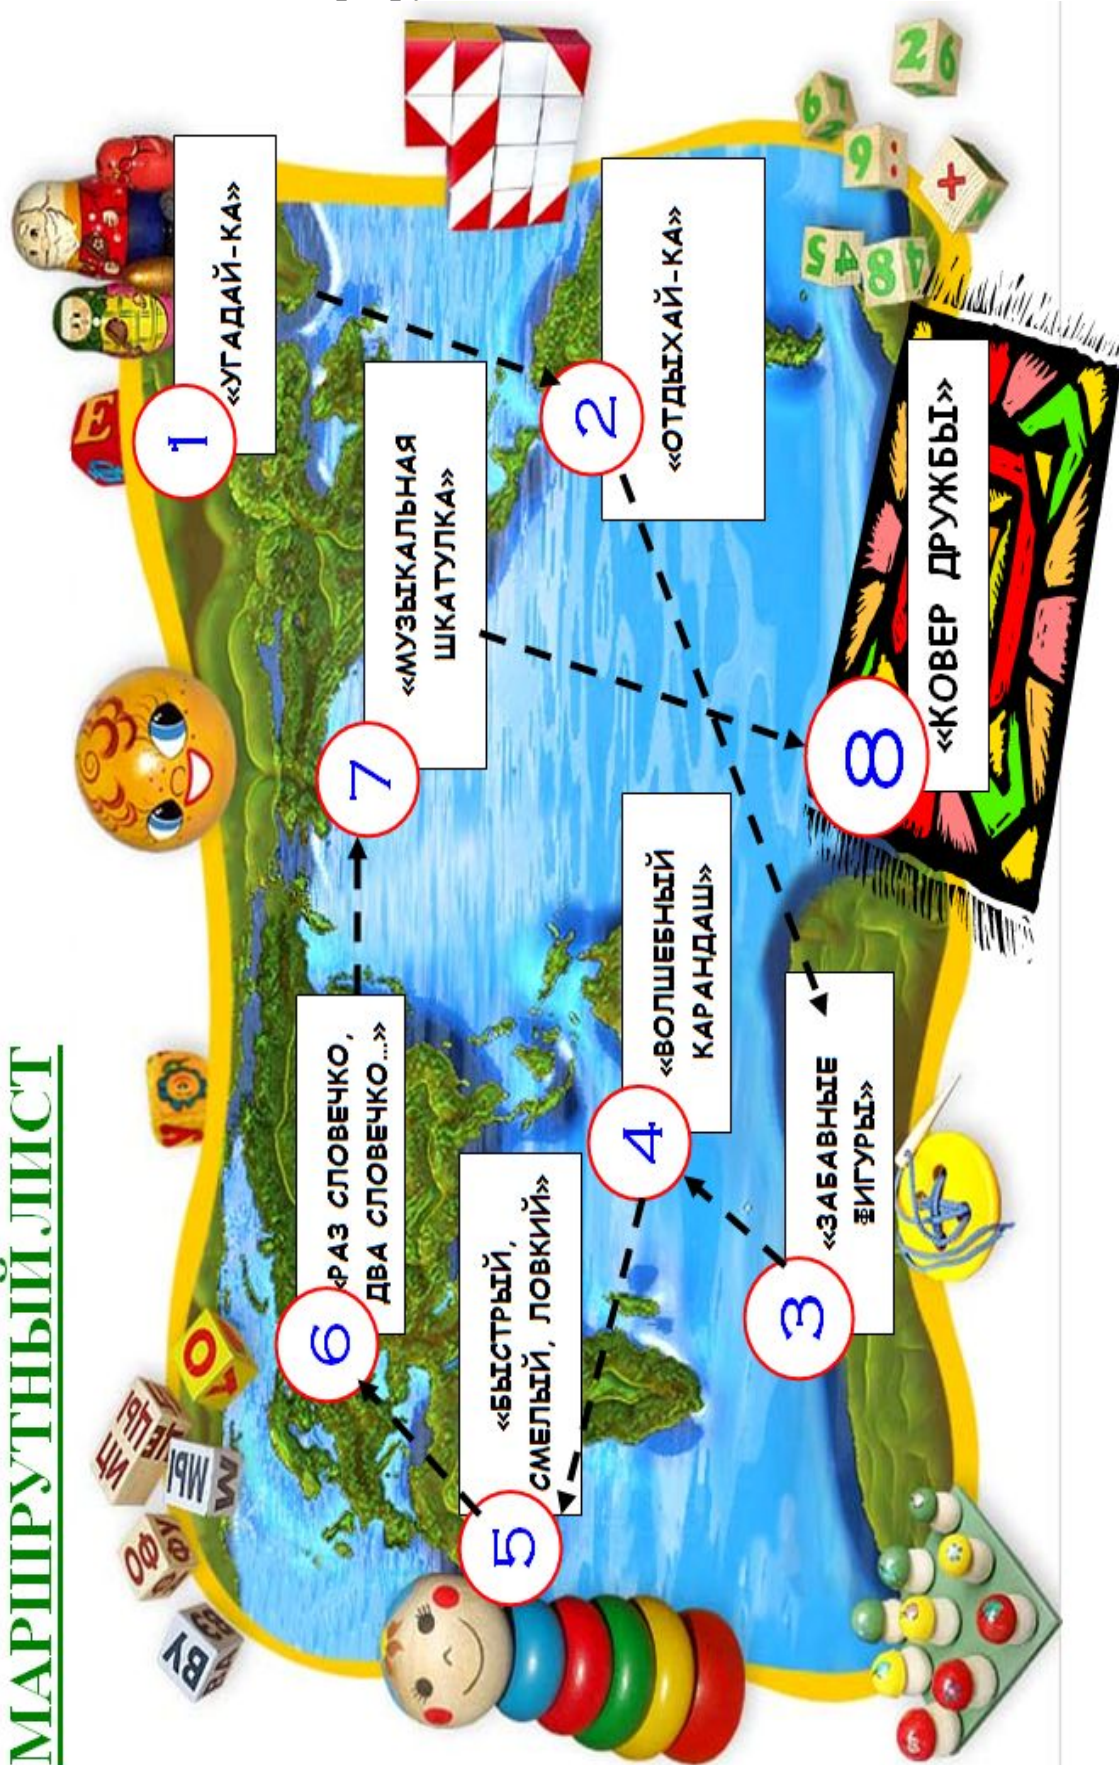 МАРШРУТНЫЙ ЛИСТ
1
«УГАДАЙ-КА»
2
«ОТДЫХАЙ-КА»
3
«ЗАБАВНЫЕ
ФИГУРЫ»
4
«ВОЛШЕБНЫЙ
КАРАНДАШ»
5
«БЫСТРЫЙ,
СМЕЛЫЙ, ЛОВКИЙ»
6
«РАЗ СЛОВЕЧКО,
ДВА СЛОВЕЧКО…»
7
«МУЗЫКАЛЬНАЯ
ШКАТУЛКА»
8
«КОВЕР ДРУЖБЫ»